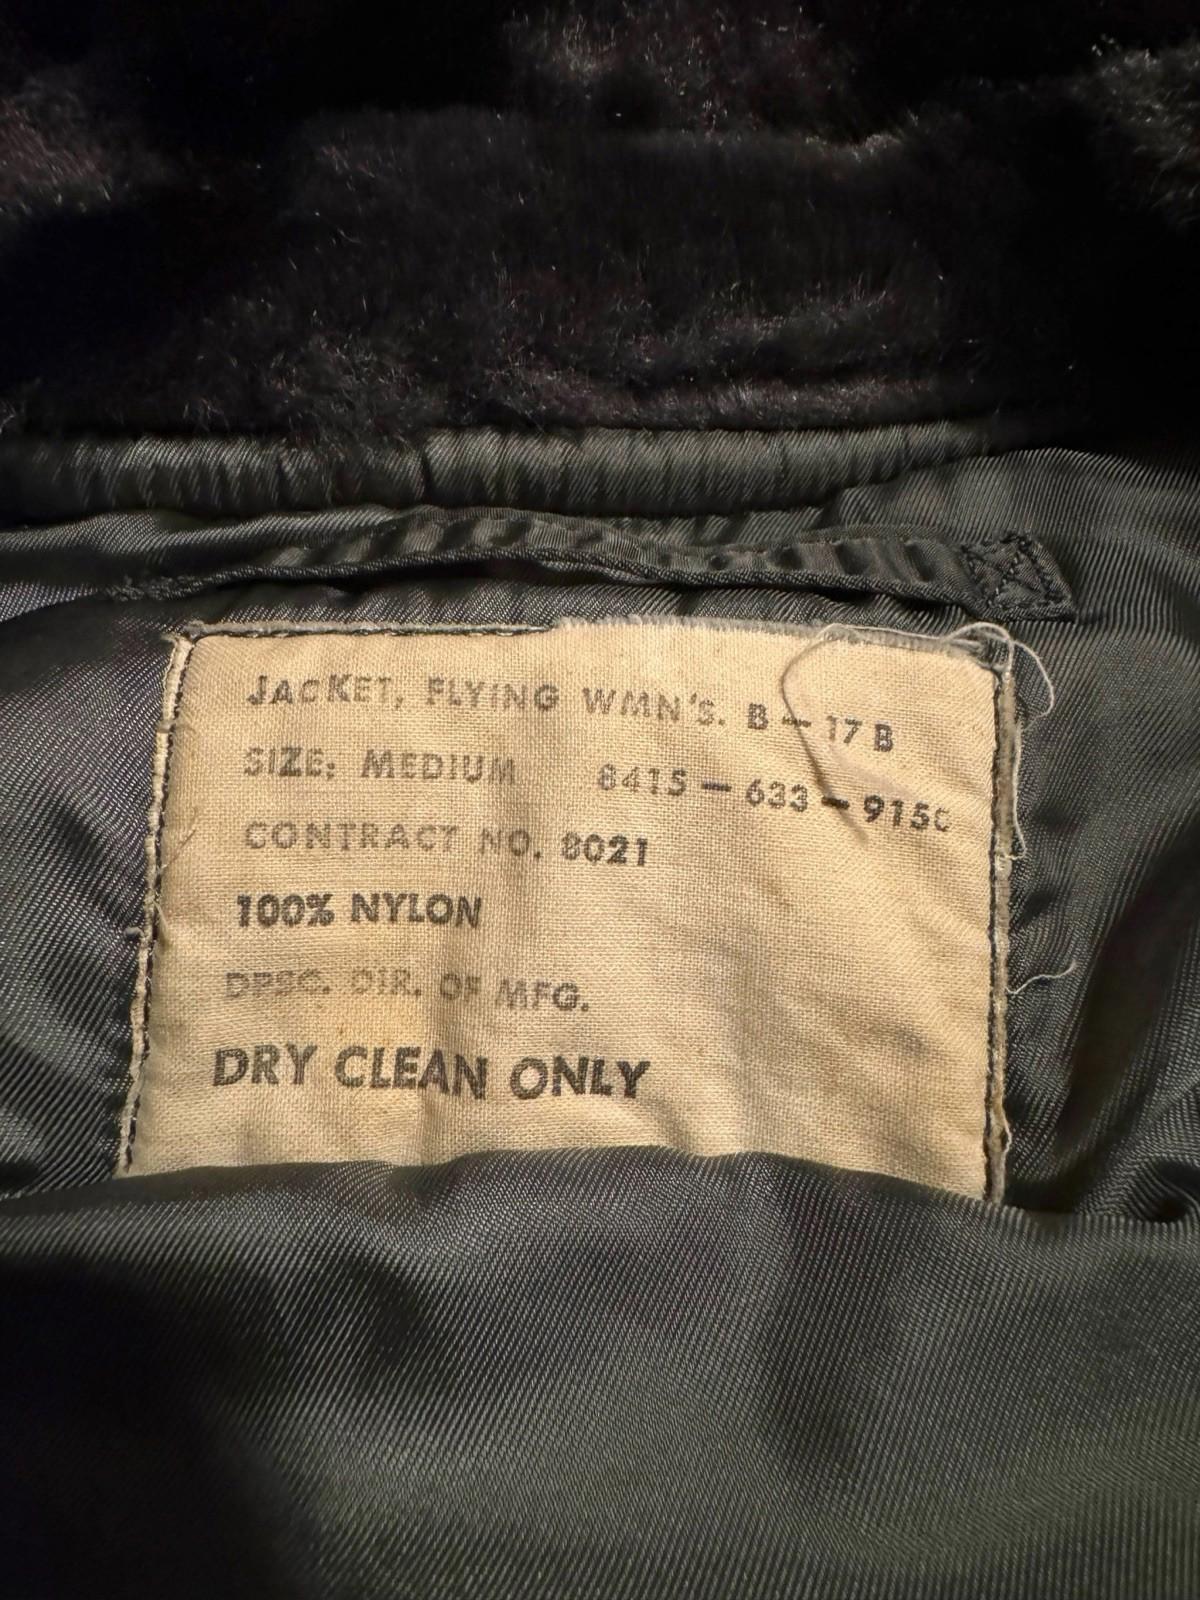 JACKET, FLYING WMN'S. B-17B
SIZE: MEDIUM 8415-633-915C
CONTRACT NO. 8021
100% NYLON
DPSC. DIR. OF MFG.
DRY CLEAN ONLY